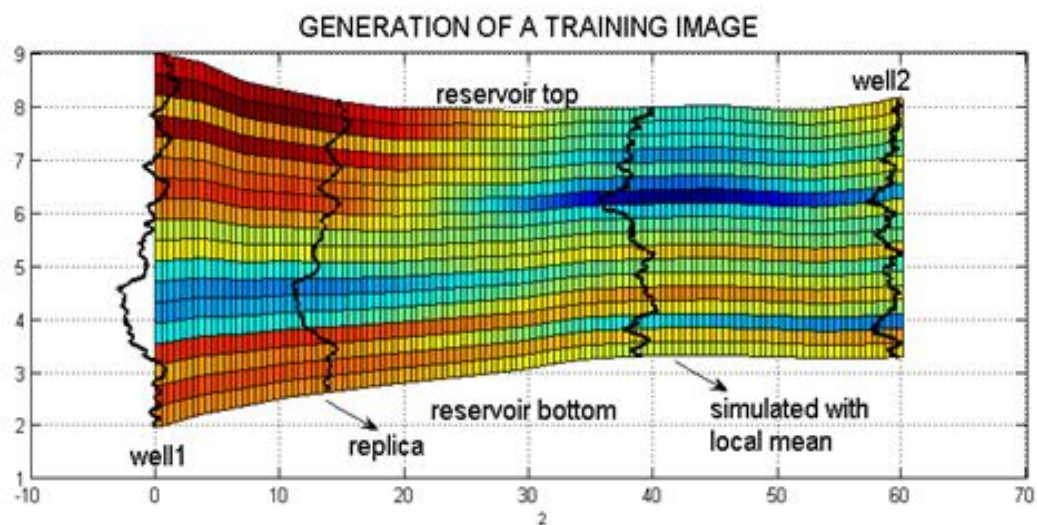 GENERATION OF A TRAINING IMAGE
9
8
7
6
5
4
3
2
1
reservoir top
well2
reservoir bottom
simulated with
local mean
replica
well1
-10 0 10 20 30 40 50 60 70
2